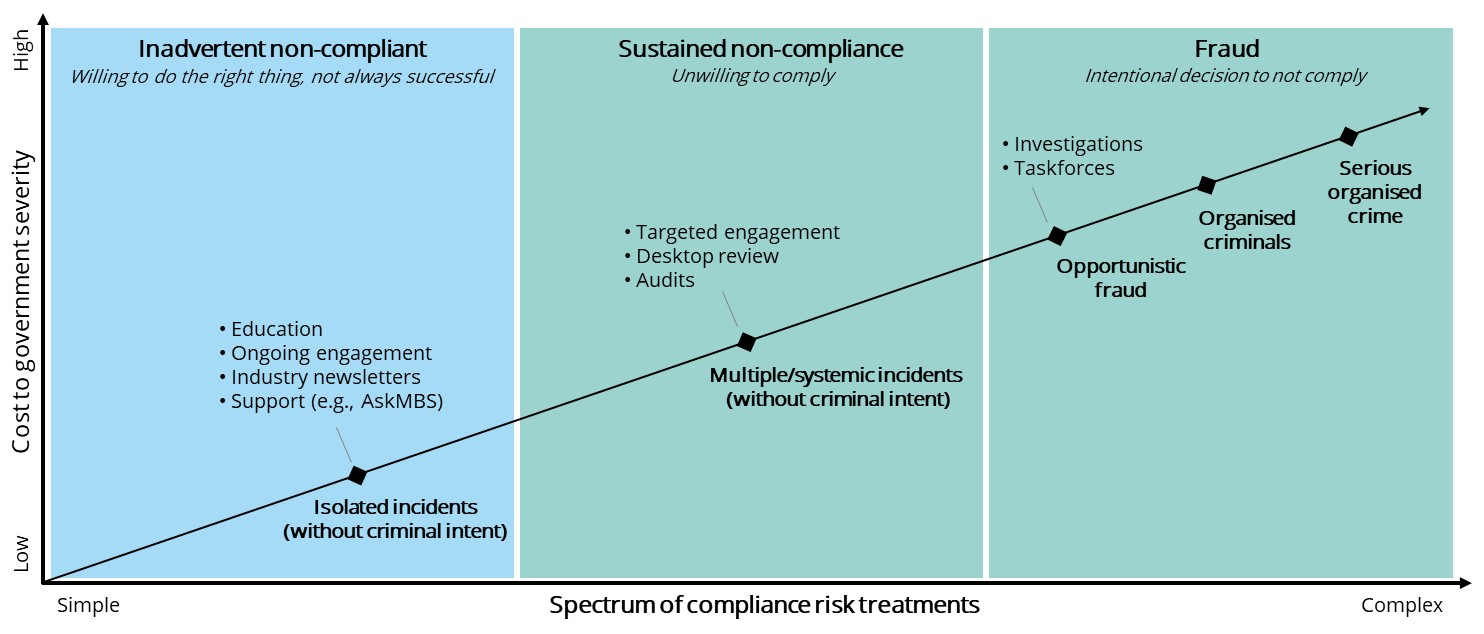 High
Cost to government severity
Low
Inadvertent non-compliant
Willing to do the right thing, not always successful
• Education
• Ongoing engagement
• Industry newsletters
• Support (e.g., AskMBS)
Isolated incidents
(without criminal intent)
Sustained non-compliance
Unwilling to comply
• Targeted engagement
• Desktop review
• Audits
Multiple/systemic incidents
(without criminal intent)
Fraud
Intentional decision to not comply
• Investigations
• Taskforces
Opportunistic
fraud
Organised
criminals
Serious
organised
crime
Simple
Spectrum of compliance risk treatments
Complex